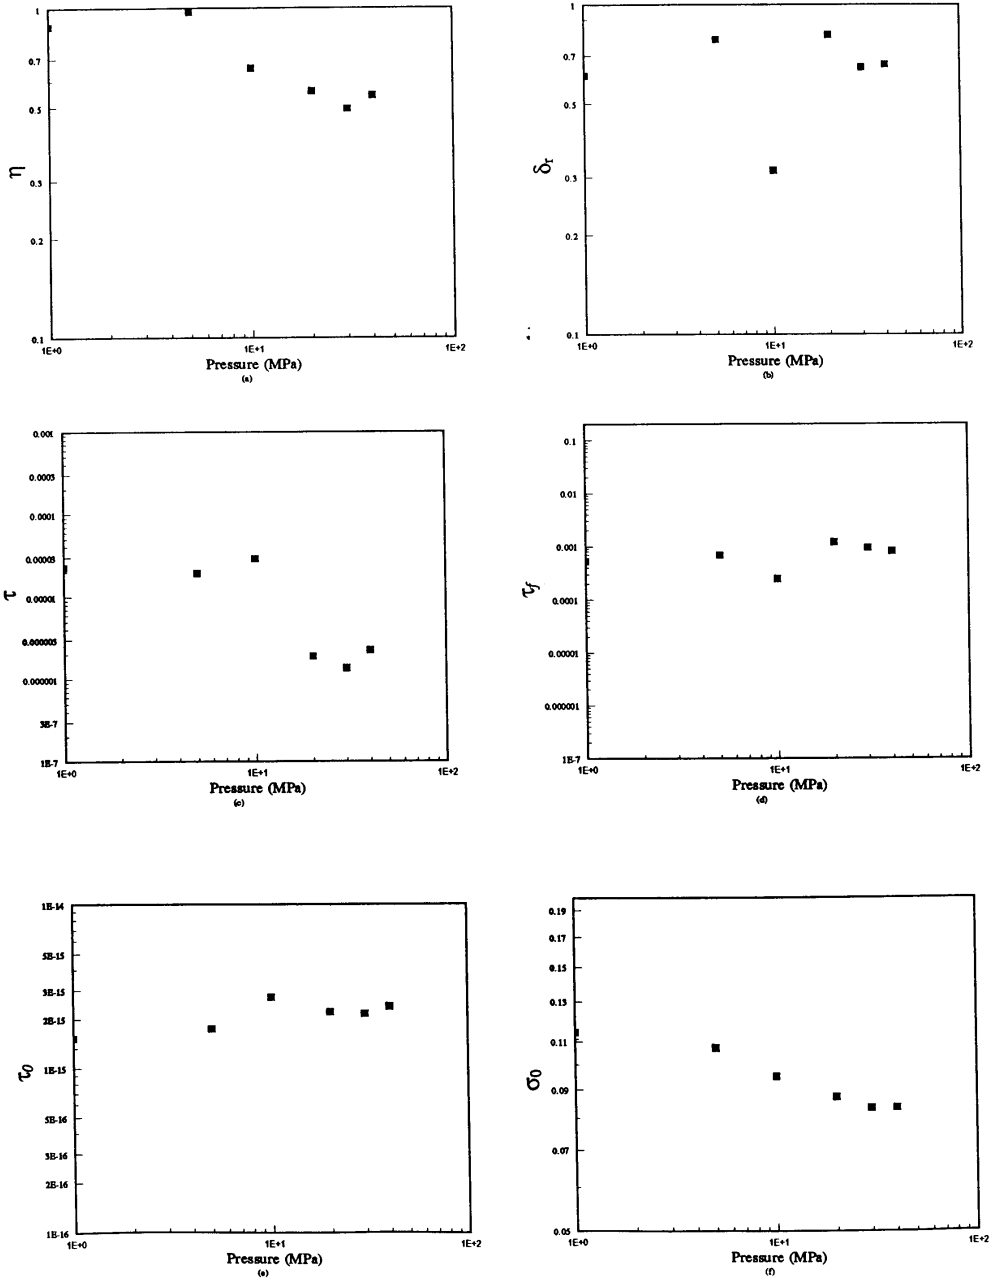 1
0.7
0.5
0.3
0.2
0.1
η
1E+0 1E+1 1E+2
Pressure (MPa)
(a)
1
0.7
0.5
0.3
0.2
0.1
δr
1E+0 1E+1 1E+2
Pressure (MPa)
(b)
0.001
0.0005
0.0001
0.00005
0.00001
0.000005
0.000001
5E-7
1E-7
τ
1E+0 1E+1 1E+2
Pressure (MPa)
(c)
0.1
0.01
0.001
0.0001
0.00001
0.000001
1E-7
τf
1E+0 1E+1 1E+2
Pressure (MPa)
(d)
1E-14
5E-15
3E-15
2E-15
1E-15
5E-16
3E-16
2E-16
1E-16
τ0
1E+0 1E+1 1E+2
Pressure (MPa)
(e)
0.19
0.17
0.15
0.13
0.11
0.09
0.07
0.05
σ0
1E+0 1E+1 1E+2
Pressure (MPa)
(f)